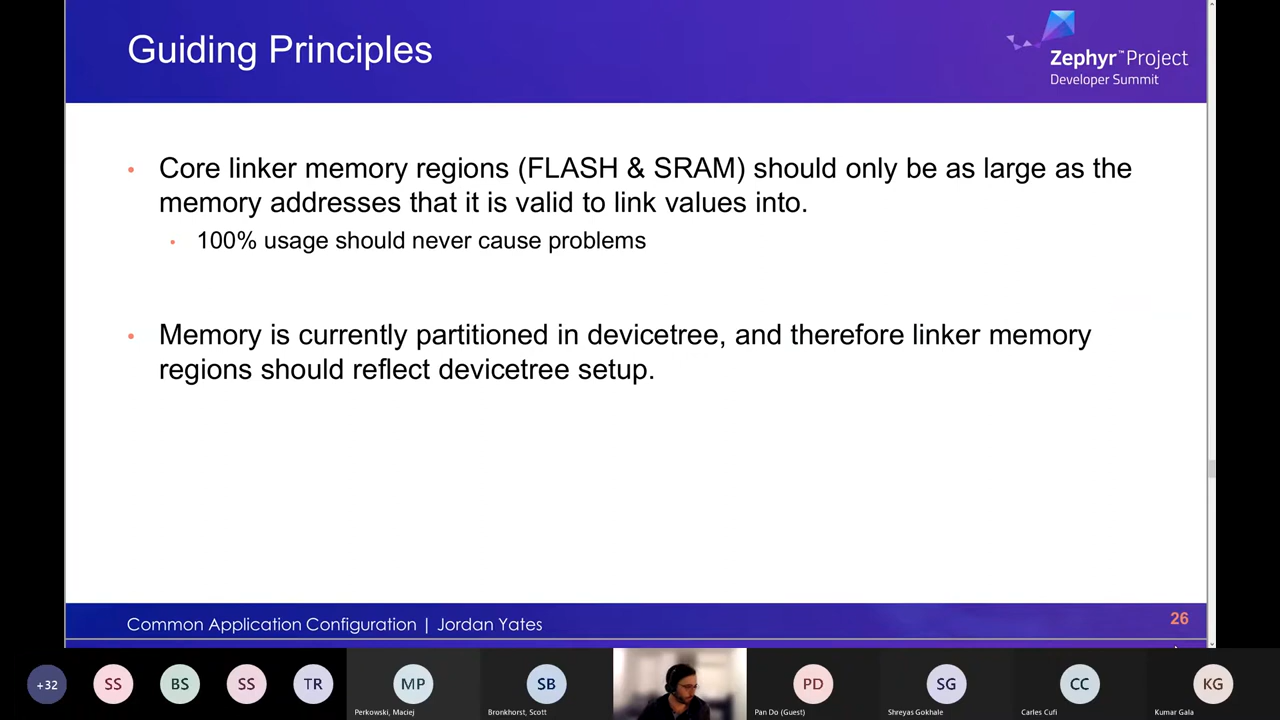 Guiding Principles
Zephyr™Project
Developer Summit
• Core linker memory regions (FLASH & SRAM) should only be as large as the
memory addresses that it is valid to link values into.
• 100% usage should never cause problems
• Memory is currently partitioned in devicetree, and therefore linker memory
regions should reflect devicetree setup.
Common Application Configuration | Jordan Yates
26
+32
SS
BS
SS
TR
MP
SB
PD
SG
CC
KG
Perkowski, Maciej
Bronkhorst, Scott
Pan Do (Guest)
Shreyas Gokhale
Carles Cufi
Kumar Gala